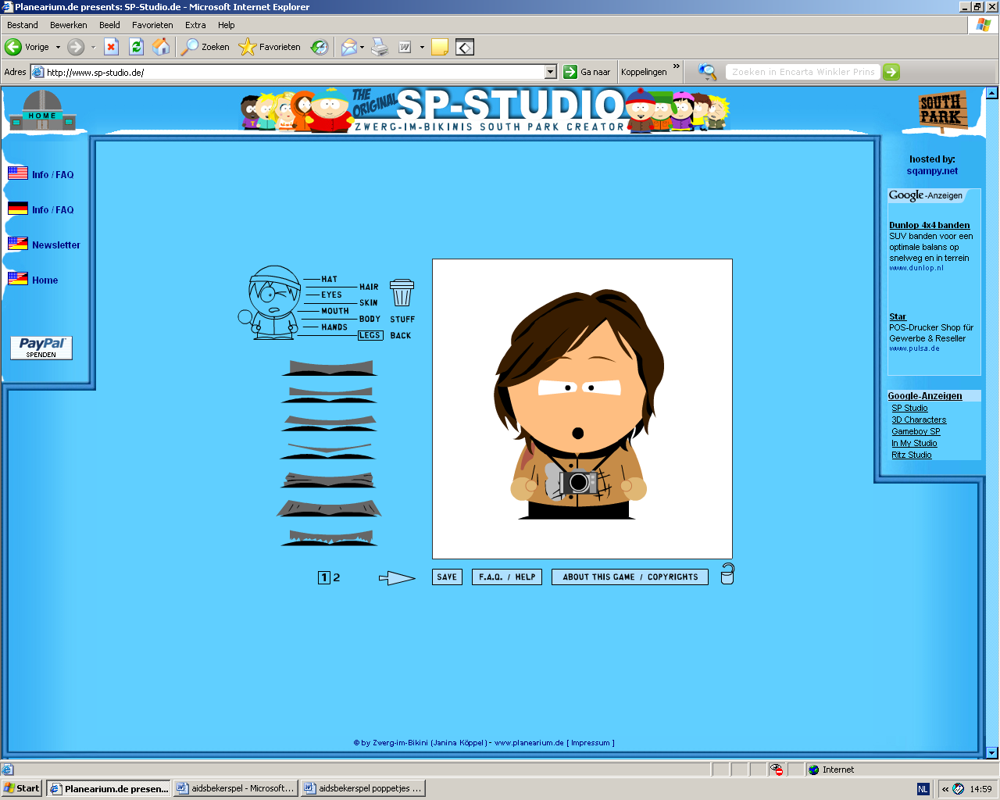 Planearium.de presents: SP-Studio.de - Microsoft Internet Explorer
Bestand Bewerken Beeld Favorieten Extra Help
Vorige Zoeken Favorieten
Adres http://www.sp-studio.de/ Ga naar Koppelingen » Zoeken in Encarta Winkler Prins
HOME
THE ORIGINAL SP-STUDIO
ZWERG-IM-BIKINIS SOUTH PARK CREATOR
SOUTH PARK
Info / FAQ
Info / FAQ
Newsletter
Home
PayPal
SPENDEN
HAT
HAIR
EYES
SKIN
MOUTH
BODY
STUFF
HANDS
LEGS
BACK
1 2
SAVE
F.A.Q. / HELP
ABOUT THIS GAME / COPYRIGHTS
hosted by:
sqampy.net
Google-Anzeigen
Dunlop 4x4 banden
SUV banden voor een
optimale balans op
snelweg en in terrein
www.dunlop.nl
Star
POS-Drucker Shop für
Gewerbe & Reseller
www.pulsa.de
Google-Anzeigen
SP Studio
3D Characters
Gameboy SP
In My Studio
Ritz Studio
© by Zwerg-im-Bikini (Janina Köppel) - www.planearium.de [ Impressum ]
Internet
Start Planearium.de presen... aidsbekerspel - Microsoft... aidsbekerspel poppetjes ... NL « 14:59